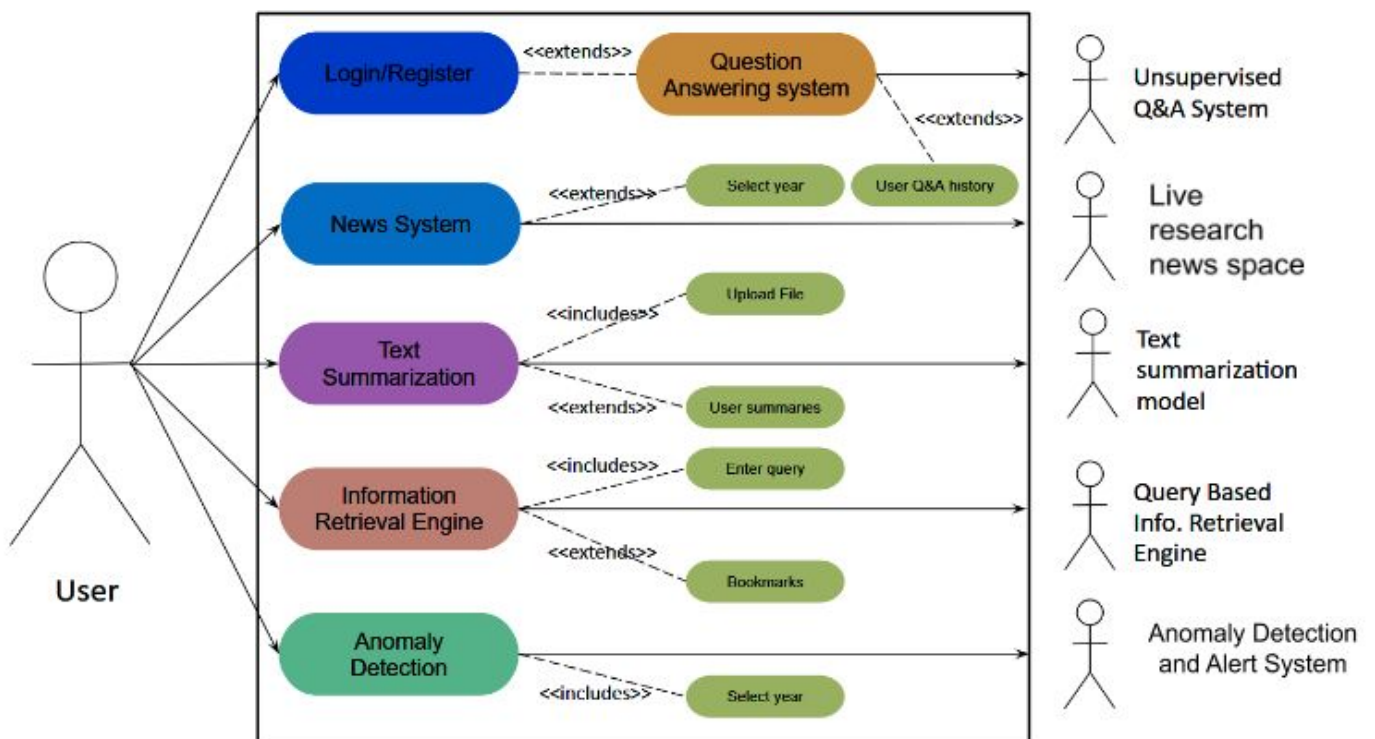 Login/Register
<<extends>>
Question
Answering system
<<extends>>
Unsupervised
Q&A System
News System
<<extends>>
Select year
User Q&A history
Live
research
news space
Text
Summarization
<<includes>>
Upload File
<<extends>>
User summaries
Text
summarization
model
Information
Retrieval Engine
<<includes>>
Enter query
<<extends>>
Bookmarks
Query Based
Info. Retrieval
Engine
User
Anomaly
Detection
<<includes>>
Select year
Anomaly Detection
and Alert System